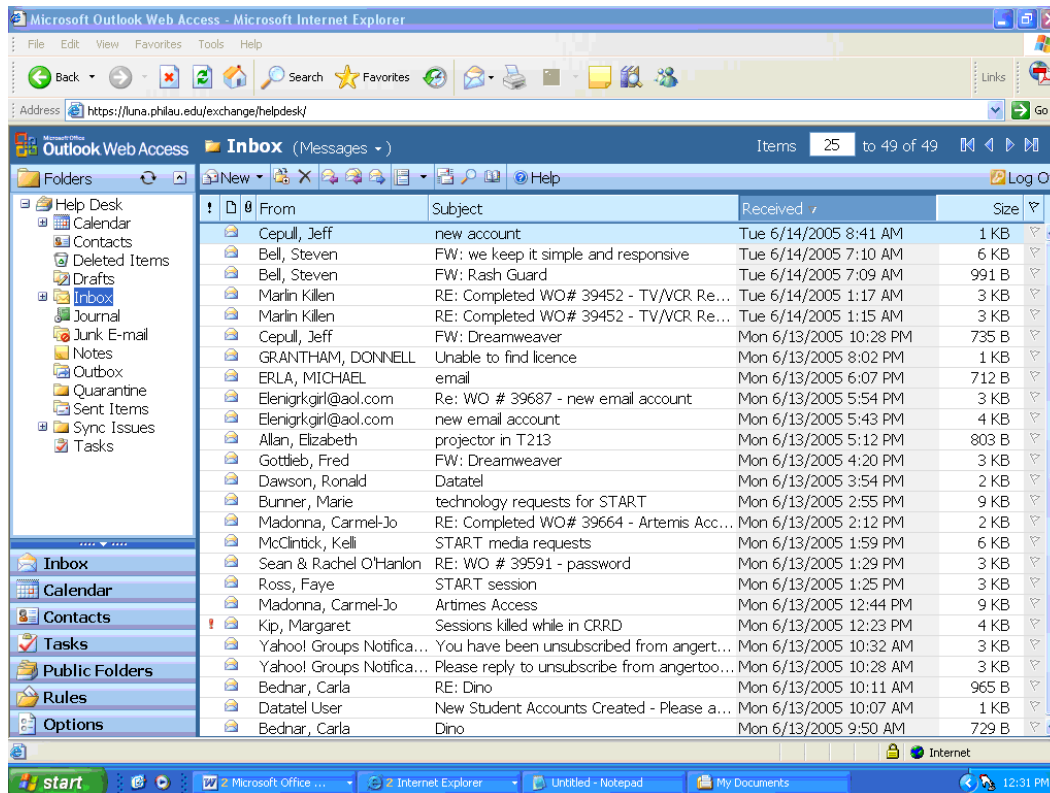 Microsoft Outlook Web Access - Microsoft Internet Explorer
File Edit View Favorites Tools Help
Back Search Favorites Links
Address https://luna.philau.edu/exchange/helpdesk/ Go
Microsoft Office
Outlook Web Access Inbox (Messages) Items 25 to 49 of 49
Folders New Help Log O
! From Subject Received Size
Help Desk
Calendar
Contacts
Deleted Items
Drafts
Inbox
Journal
Junk E-mail
Notes
Outbox
Quarantine
Sent Items
Sync Issues
Tasks
Cepull, Jeff new account Tue 6/14/2005 8:41 AM 1 KB
Bell, Steven FW: we keep it simple and responsive Tue 6/14/2005 7:10 AM 6 KB
Bell, Steven FW: Rash Guard Tue 6/14/2005 7:09 AM 991 B
Marlin Killen RE: Completed WO# 39452 - TV/VCR Re... Tue 6/14/2005 1:17 AM 3 KB
Marlin Killen RE: Completed WO# 39452 - TV/VCR Re... Tue 6/14/2005 1:15 AM 3 KB
Cepull, Jeff FW: Dreamweaver Mon 6/13/2005 10:28 PM 735 B
GRANTHAM, DONNELL Unable to find licence Mon 6/13/2005 8:02 PM 1 KB
ERLA, MICHAEL email Mon 6/13/2005 6:07 PM 712 B
Elenigrkgirl@aol.com Re: WO # 39687 - new email account Mon 6/13/2005 5:54 PM 3 KB
Elenigrkgirl@aol.com new email account Mon 6/13/2005 5:43 PM 4 KB
Allan, Elizabeth projector in T213 Mon 6/13/2005 5:12 PM 803 B
Gottlieb, Fred FW: Dreamweaver Mon 6/13/2005 4:20 PM 3 KB
Dawson, Ronald Datatel Mon 6/13/2005 3:54 PM 2 KB
Bunner, Marie technology requests for START Mon 6/13/2005 2:55 PM 9 KB
Madonna, Carmel-Jo RE: Completed WO# 39664 - Artemis Acc... Mon 6/13/2005 2:12 PM 2 KB
McClintick, Kelli START media requests Mon 6/13/2005 1:59 PM 6 KB
Sean & Rachel O'Hanlon RE: WO # 39591 - password Mon 6/13/2005 1:29 PM 3 KB
Ross, Faye START session Mon 6/13/2005 1:25 PM 3 KB
Madonna, Carmel-Jo Artimes Access Mon 6/13/2005 12:44 PM 9 KB
! Kip, Margaret Sessions killed while in CRRD Mon 6/13/2005 12:23 PM 4 KB
Yahoo! Groups Notifica... You have been unsubscribed from angert... Mon 6/13/2005 10:32 AM 3 KB
Yahoo! Groups Notifica... Please reply to unsubscribe from angertoo... Mon 6/13/2005 10:28 AM 3 KB
Bednar, Carla RE: Dino Mon 6/13/2005 10:11 AM 965 B
Datatel User New Student Accounts Created - Please a... Mon 6/13/2005 10:07 AM 1 KB
Bednar, Carla Dino Mon 6/13/2005 9:50 AM 729 B
Inbox
Calendar
Contacts
Tasks
Public Folders
Rules
Options
Internet
start 2 Microsoft Office ... 2 Internet Explorer Untitled - Notepad My Documents 12:31 PM